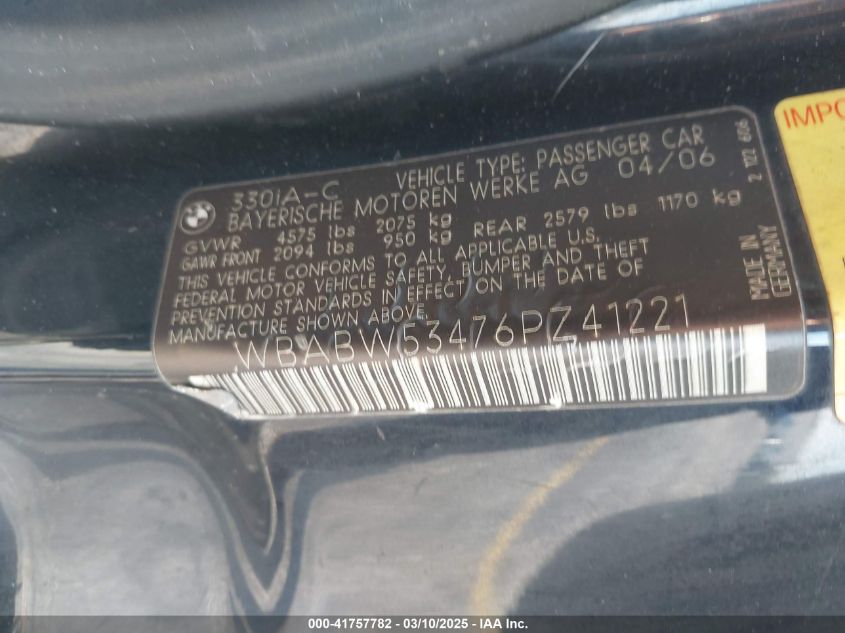 330iA-C VEHICLE TYPE: PASSENGER CAR
BAYERISCHE MOTOREN WERKE AG 04/06
GVWR 4575 lbs 2075 kg
GAWR FRONT 2094 lbs 950 kg REAR 2579 lbs 1170 kg
THIS VEHICLE CONFORMS TO ALL APPLICABLE U.S.
FEDERAL MOTOR VEHICLE SAFETY, BUMPER AND THEFT
PREVENTION STANDARDS IN EFFECT ON THE DATE OF
MANUFACTURE SHOWN ABOVE.
WBABW53476PZ41221
MADE IN
GERMANY
2 102 606
000-41757782 - 03/10/2025 - IAA Inc.